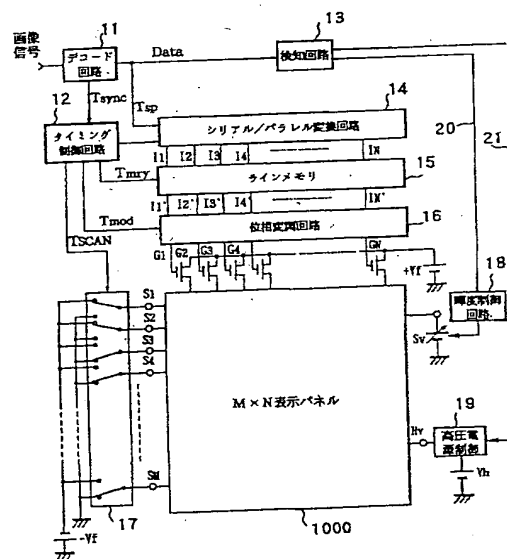 11
13
画像
信号
デコード
回路
Data
検知回路
12
Tsync
Tsp
14
20
21
タイミング
制御回路
シリアル/パラレル変換回路
I1 I2 I3 I4 IN
15
Tmry
ラインメモリ
I1' I2' I3' I4' IN'
16
Tmod
位相変調回路
TSCAN
G1 G2 G3 G4 GN
+Vf
18
輝度制御
回路
S1
S2
S3
S4
Sv
M×N表示パネル
19
Hv
高圧電
源制御
Vh
SM
17
1000
-Vf